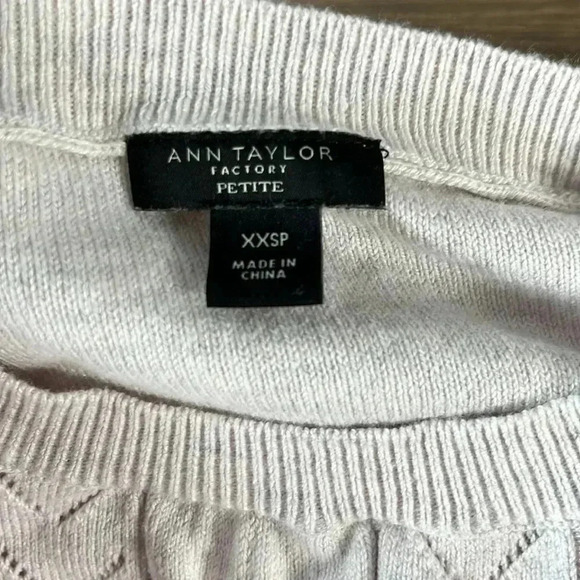 ANN TAYLOR
FACTORY
PETITE
XXSP
MADE IN
CHINA